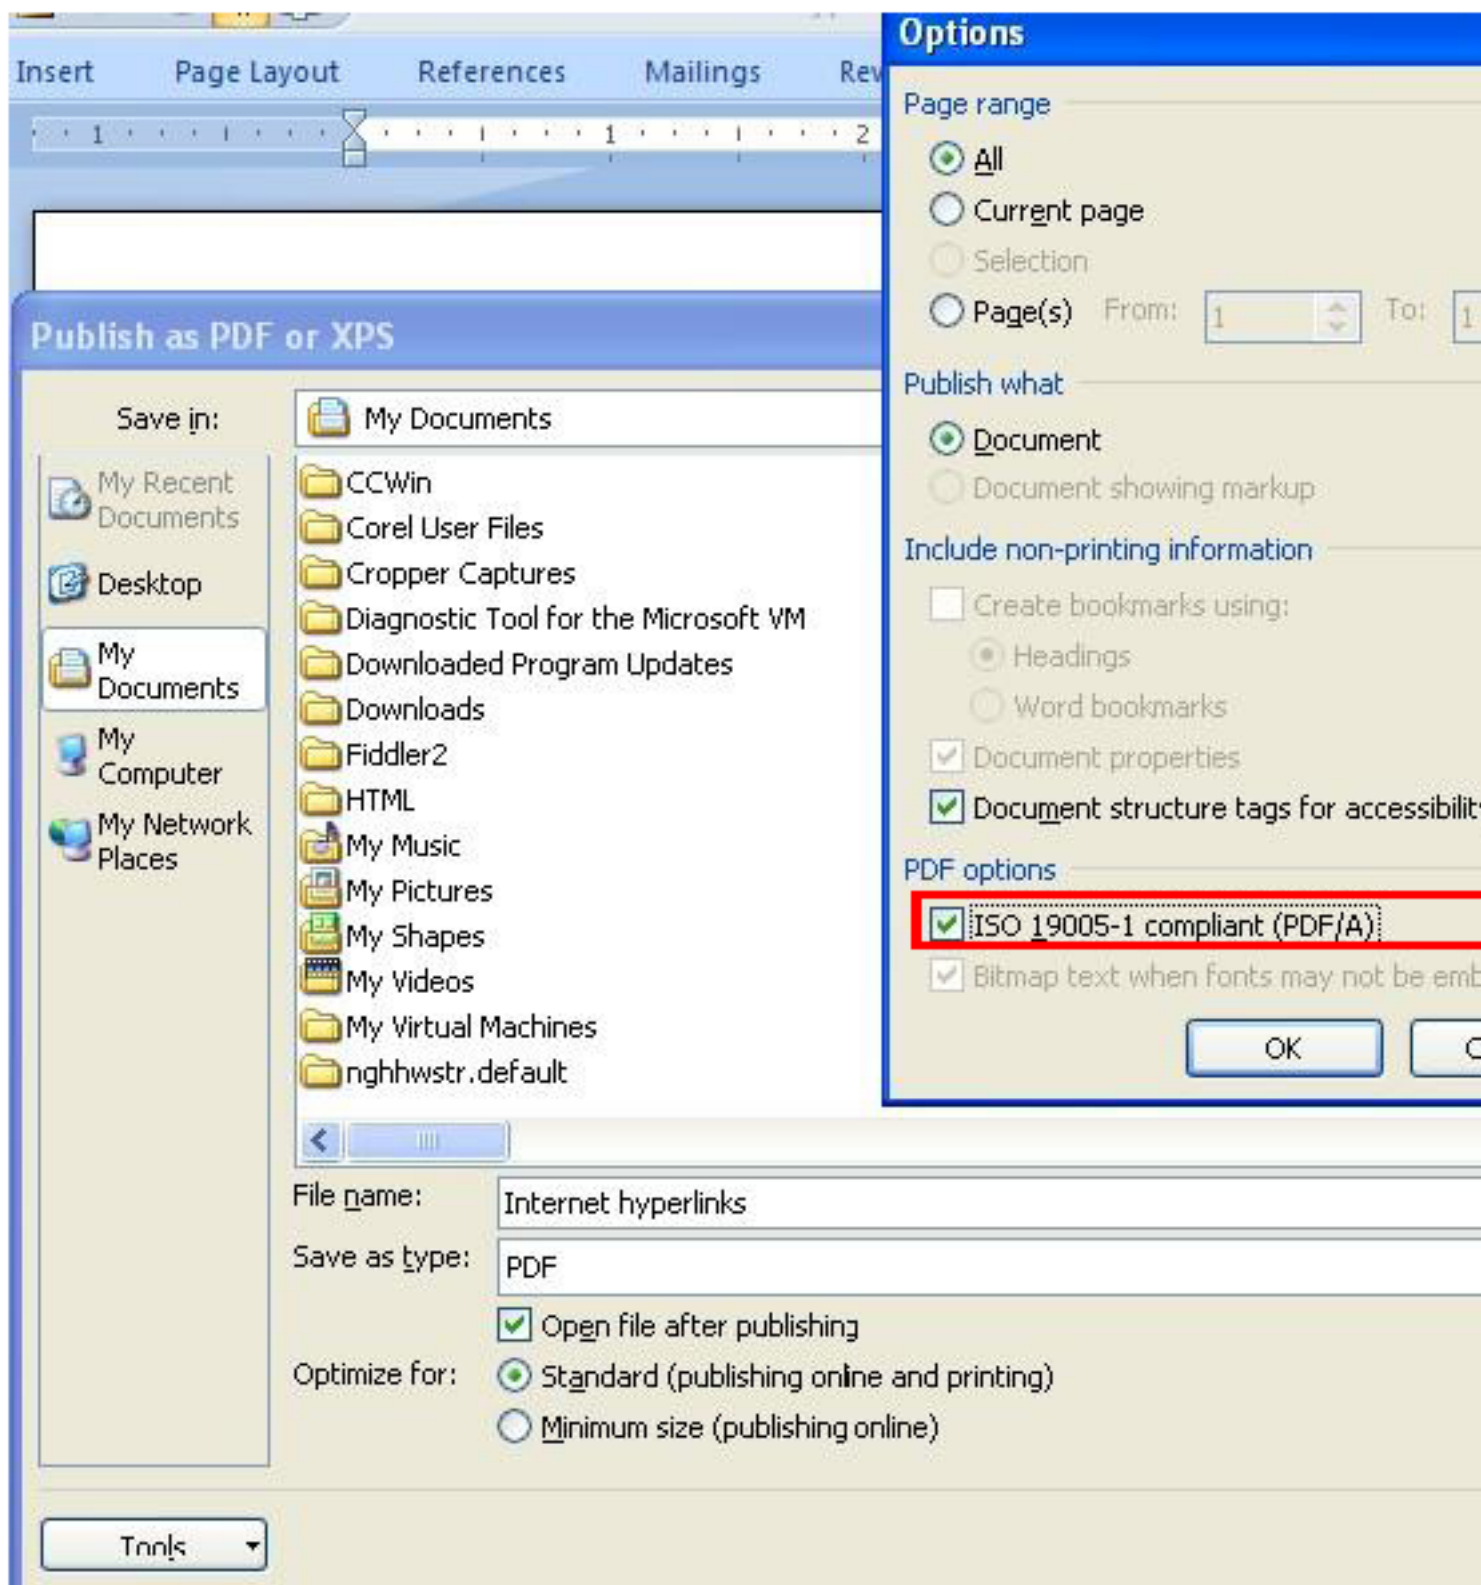 Options
Insert Page Layout References Mailings
1 1 2
Page range
All
Current page
Selection
Page(s) From: 1 To: 1
Publish what
Document
Document showing markup
Include non-printing information
Create bookmarks using:
Headings
Word bookmarks
Document properties
Document structure tags for accessibility
PDF options
ISO 19005-1 compliant (PDF/A)
Bitmap text when fonts may not be emb
OK C
Publish as PDF or XPS
Save in: My Documents
My Recent
Documents
Desktop
My
Documents
My
Computer
My Network
Places
CCWin
Corel User Files
Cropper Captures
Diagnostic Tool for the Microsoft VM
Downloaded Program Updates
Downloads
Fiddler2
HTML
My Music
My Pictures
My Shapes
My Videos
My Virtual Machines
nghhwstr.default
File name: Internet hyperlinks
Save as type: PDF
Open file after publishing
Optimize for: Standard (publishing online and printing)
Minimum size (publishing online)
Tools